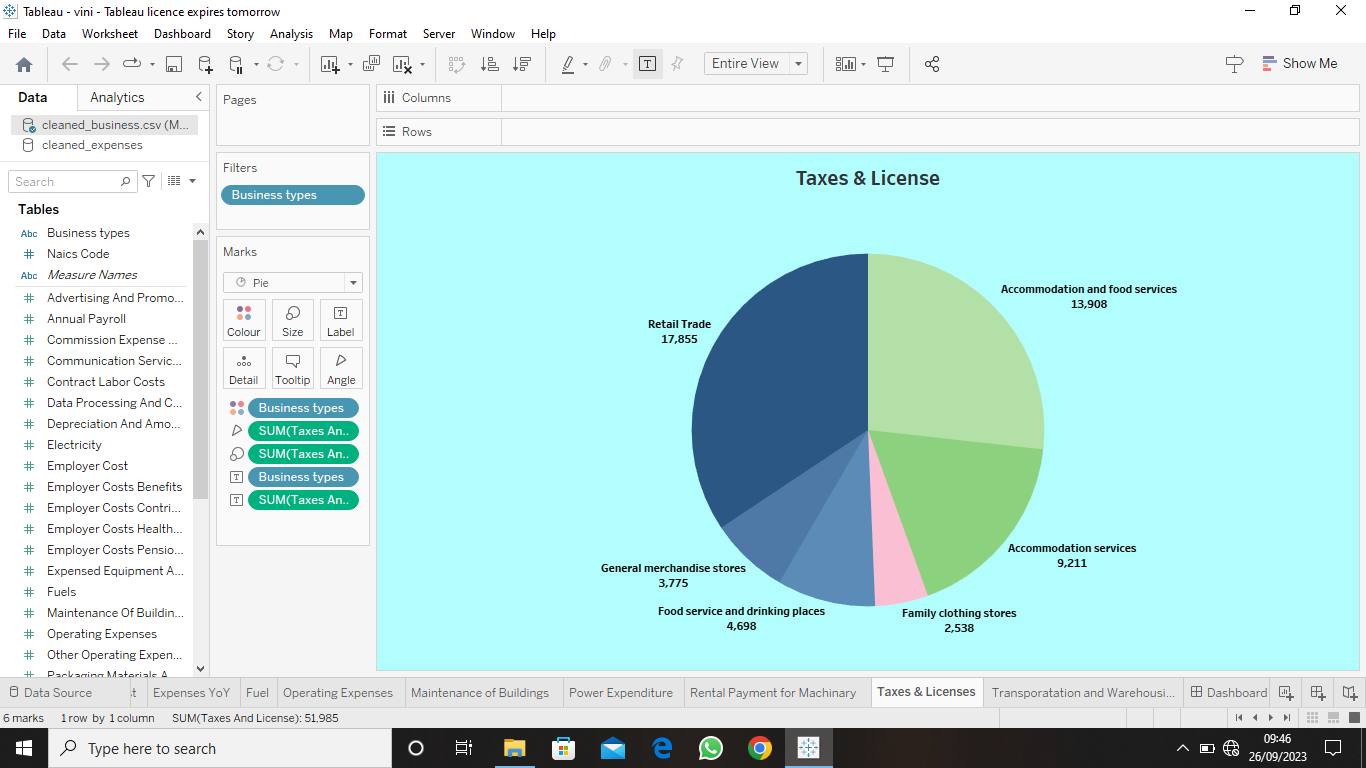 Tableau - vini - Tableau licence expires tomorrow
File Data Worksheet Dashboard Story Analysis Map Format Server Window Help
Entire View
Show Me
Data Analytics
cleaned_business.csv (M...
cleaned_expenses
Search
Tables
Abc Business types
# Naics Code
Abc Measure Names
# Advertising And Promo...
# Annual Payroll
# Commission Expense ...
# Communication Servic...
# Contract Labor Costs
# Data Processing And C...
# Depreciation And Amo...
# Electricity
# Employer Cost
# Employer Costs Benefits
# Employer Costs Contri...
# Employer Costs Health...
# Employer Costs Pensio...
# Expensed Equipment A...
# Fuels
# Maintenance Of Buildin...
# Operating Expenses
# Other Operating Expen...
# Packaging Materials A...
Pages
Filters
Business types
Marks
Pie
Colour Size Label
Detail Tooltip Angle
Business types
SUM(Taxes An..
SUM(Taxes An..
T Business types
T SUM(Taxes An..
Columns
Rows
Taxes & License
Accommodation and food services
13,908
Retail Trade
17,855
Accommodation services
9,211
General merchandise stores
3,775
Food service and drinking places
4,698
Family clothing stores
2,538
Data Source t Expenses YoY Fuel Operating Expenses Maintenance of Buildings Power Expenditure Rental Payment for Machinary Taxes & Licenses Transporatation and Warehousi... Dashboard
6 marks 1 row by 1 column SUM(Taxes And License): 51,985
Type here to search
09:46
26/09/2023